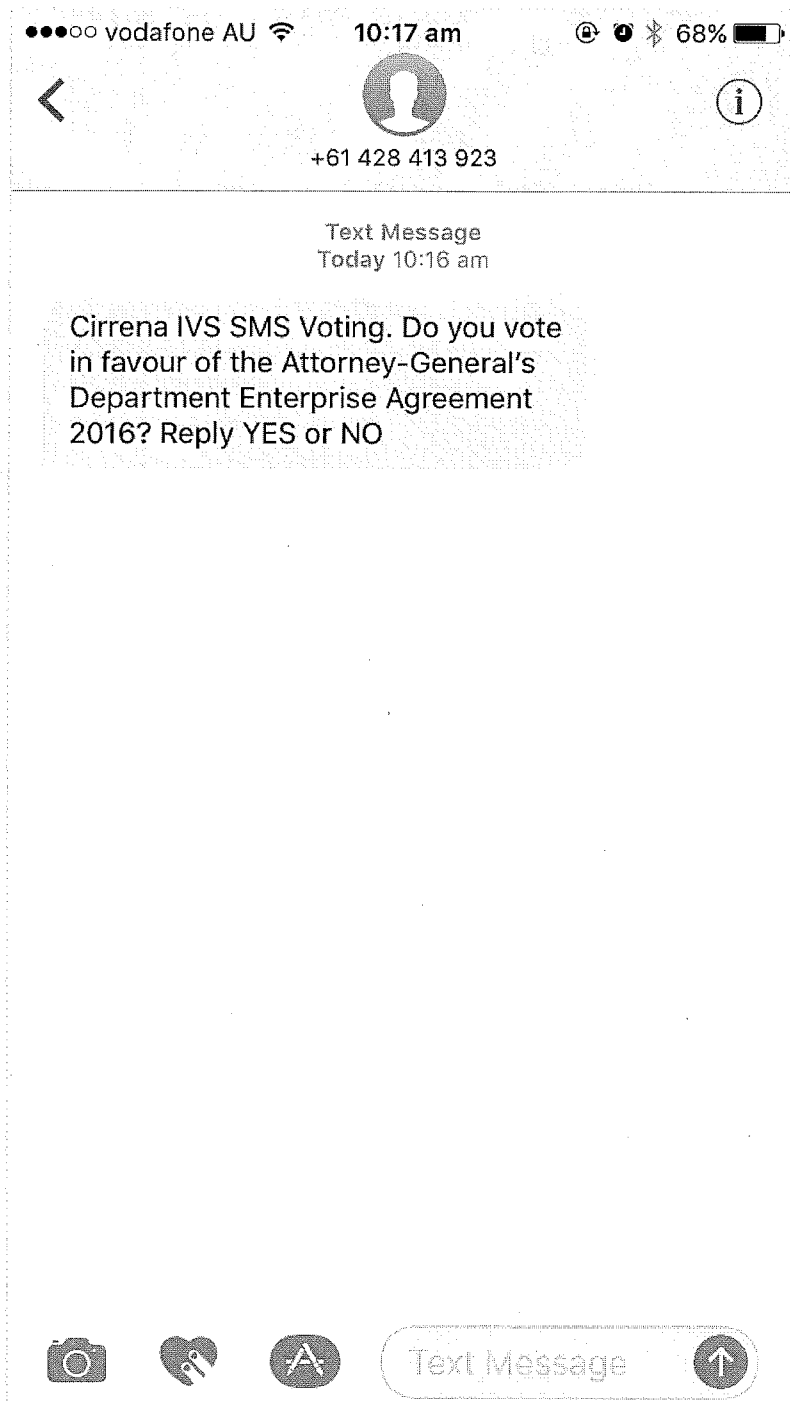 vodafone AU 10:17 am 68%
+61 428 413 923
Text Message
Today 10:16 am
Cirrena IVS SMS Voting. Do you vote
in favour of the Attorney-General's
Department Enterprise Agreement
2016? Reply YES or NO
Text Message